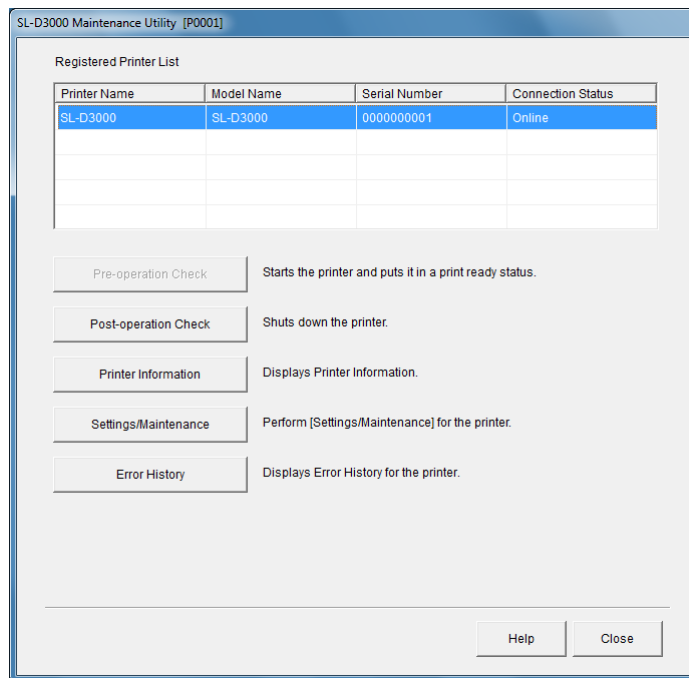 SL-D3000 Maintenance Utility [P0001]
Registered Printer List
Printer Name Model Name Serial Number Connection Status
SL-D3000 SL-D3000 0000000001 Online
Pre-operation Check Starts the printer and puts it in a print ready status.
Post-operation Check Shuts down the printer.
Printer Information Displays Printer Information.
Settings/Maintenance Perform [Settings/Maintenance] for the printer.
Error History Displays Error History for the printer.
Help Close